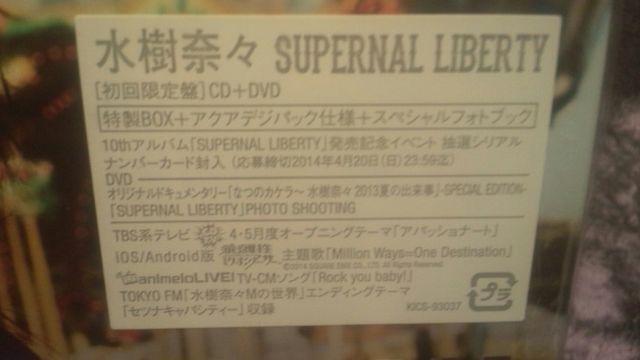 水樹奈々 SUPERNAL LIBERTY
[初回限定盤]CD+DVD
特製BOX+アクアデジパック仕様+スペシャルフォトブック
10thアルバム「SUPERNAL LIBERTY」発売記念イベント 抽選シリアル
ナンバーカード封入 (応募締切2014年4月20日(日)23:59迄)
DVD
オリジナルドキュメンタリー「なつのカケラ〜 水樹奈々 2013夏の出来事」-SPECIAL EDITION-
「SUPERNAL LIBERTY」PHOTO SHOOTING
TBS系テレビ 4・5月度オープニングテーマ「アパッショナート」
iOS/Android版 主題歌「Million Ways=One Destination」
©2014 SQUARE ENIX CO., LTD. All Rights Reserved.
animeloLIVE! TV-CMソング「Rock you baby!」
TOKYO FM「水樹奈々Mの世界」エンディングテーマ
「セツナキャパシティー」収録
プラ
KICS-93037